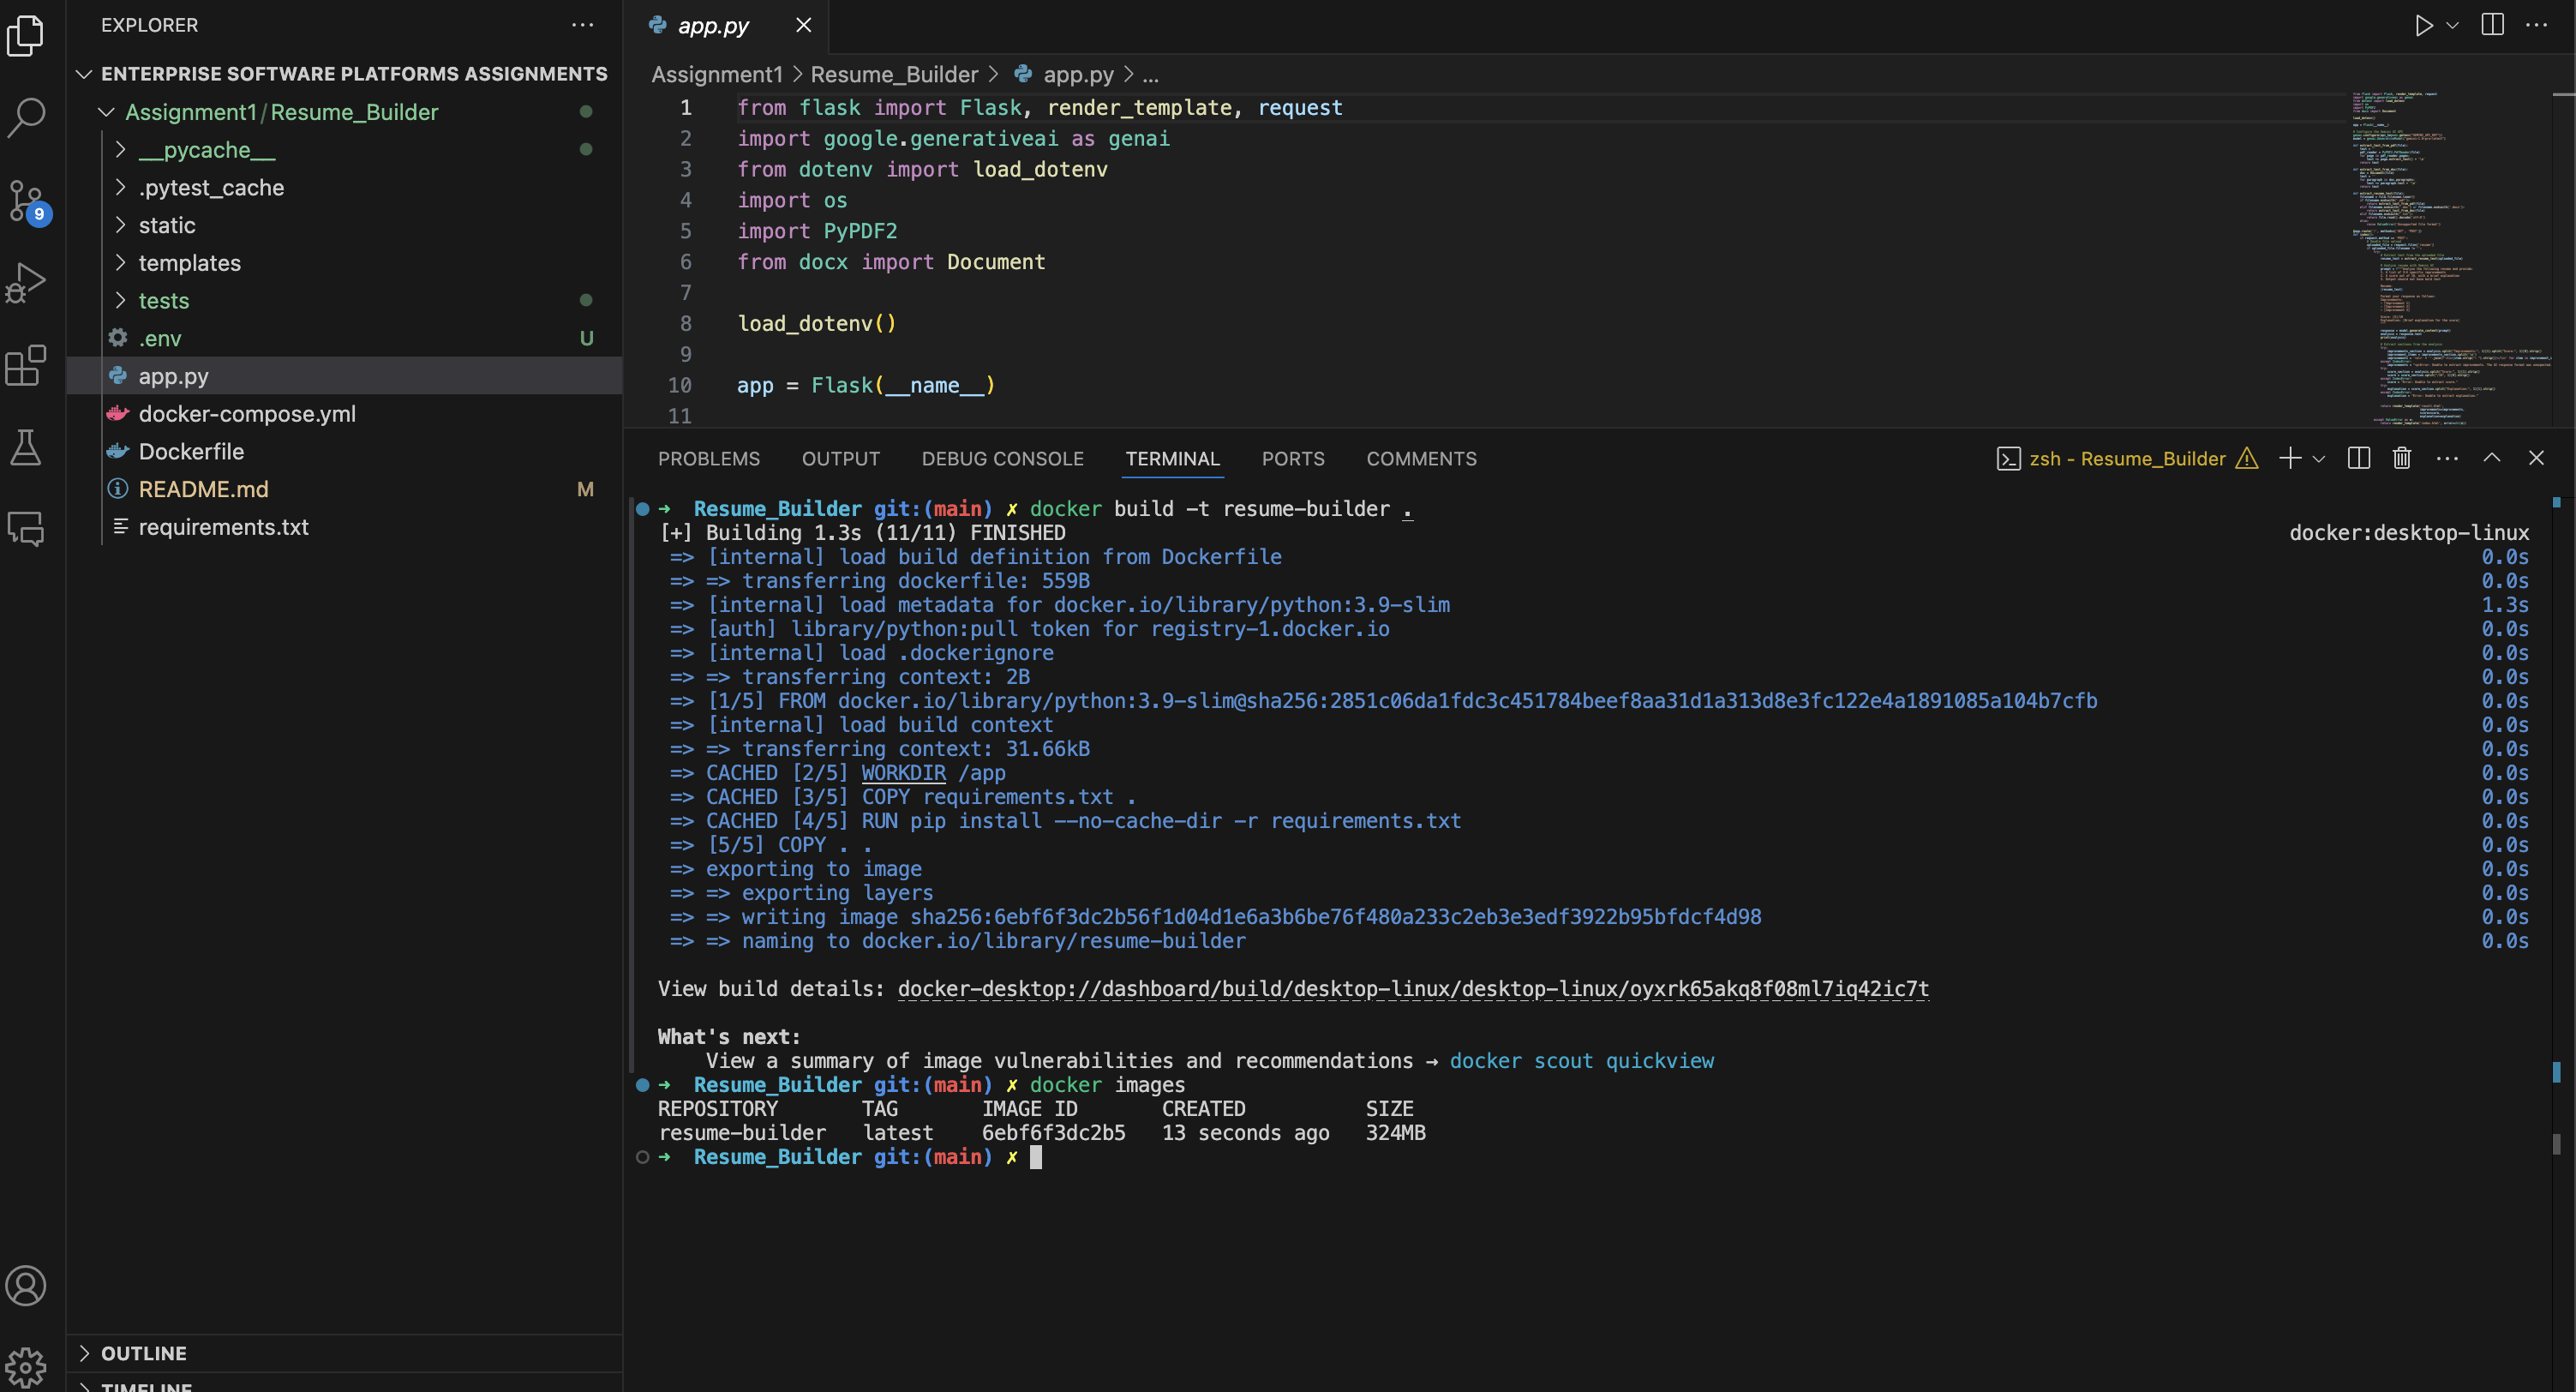 EXPLORER
ENTERPRISE SOFTWARE PLATFORMS ASSIGNMENTS
Assignment1/Resume_Builder
__pycache__
.pytest_cache
static
templates
tests
.env U
app.py
docker-compose.yml
Dockerfile
README.md M
requirements.txt
9
OUTLINE
TIMELINE
app.py
Assignment1 > Resume_Builder > app.py > ...
1 from flask import Flask, render_template, request
2 import google.generativeai as genai
3 from dotenv import load_dotenv
4 import os
5 import PyPDF2
6 from docx import Document
7
8 load_dotenv()
9
10 app = Flask(__name__)
11
PROBLEMS OUTPUT DEBUG CONSOLE TERMINAL PORTS COMMENTS zsh - Resume_Builder
➜ Resume_Builder git:(main) ✗ docker build -t resume-builder .
[+] Building 1.3s (11/11) FINISHED docker:desktop-linux
=> [internal] load build definition from Dockerfile 0.0s
=> => transferring dockerfile: 559B 0.0s
=> [internal] load metadata for docker.io/library/python:3.9-slim 1.3s
=> [auth] library/python:pull token for registry-1.docker.io 0.0s
=> [internal] load .dockerignore 0.0s
=> => transferring context: 2B 0.0s
=> [1/5] FROM docker.io/library/python:3.9-slim@sha256:2851c06da1fdc3c451784beef8aa31d1a313d8e3fc122e4a1891085a104b7cfb 0.0s
=> [internal] load build context 0.0s
=> => transferring context: 31.66kB 0.0s
=> CACHED [2/5] WORKDIR /app 0.0s
=> CACHED [3/5] COPY requirements.txt . 0.0s
=> CACHED [4/5] RUN pip install --no-cache-dir -r requirements.txt 0.0s
=> [5/5] COPY . . 0.0s
=> exporting to image 0.0s
=> => exporting layers 0.0s
=> => writing image sha256:6ebf6f3dc2b56f1d04d1e6a3b6be76f480a233c2eb3e3edf3922b95bfdcf4d98 0.0s
=> => naming to docker.io/library/resume-builder 0.0s
View build details: docker-desktop://dashboard/build/desktop-linux/desktop-linux/oyxrk65akq8f08ml7iq42ic7t
What's next:
View a summary of image vulnerabilities and recommendations → docker scout quickview
➜ Resume_Builder git:(main) ✗ docker images
REPOSITORY TAG IMAGE ID CREATED SIZE
resume-builder latest 6ebf6f3dc2b5 13 seconds ago 324MB
➜ Resume_Builder git:(main) ✗